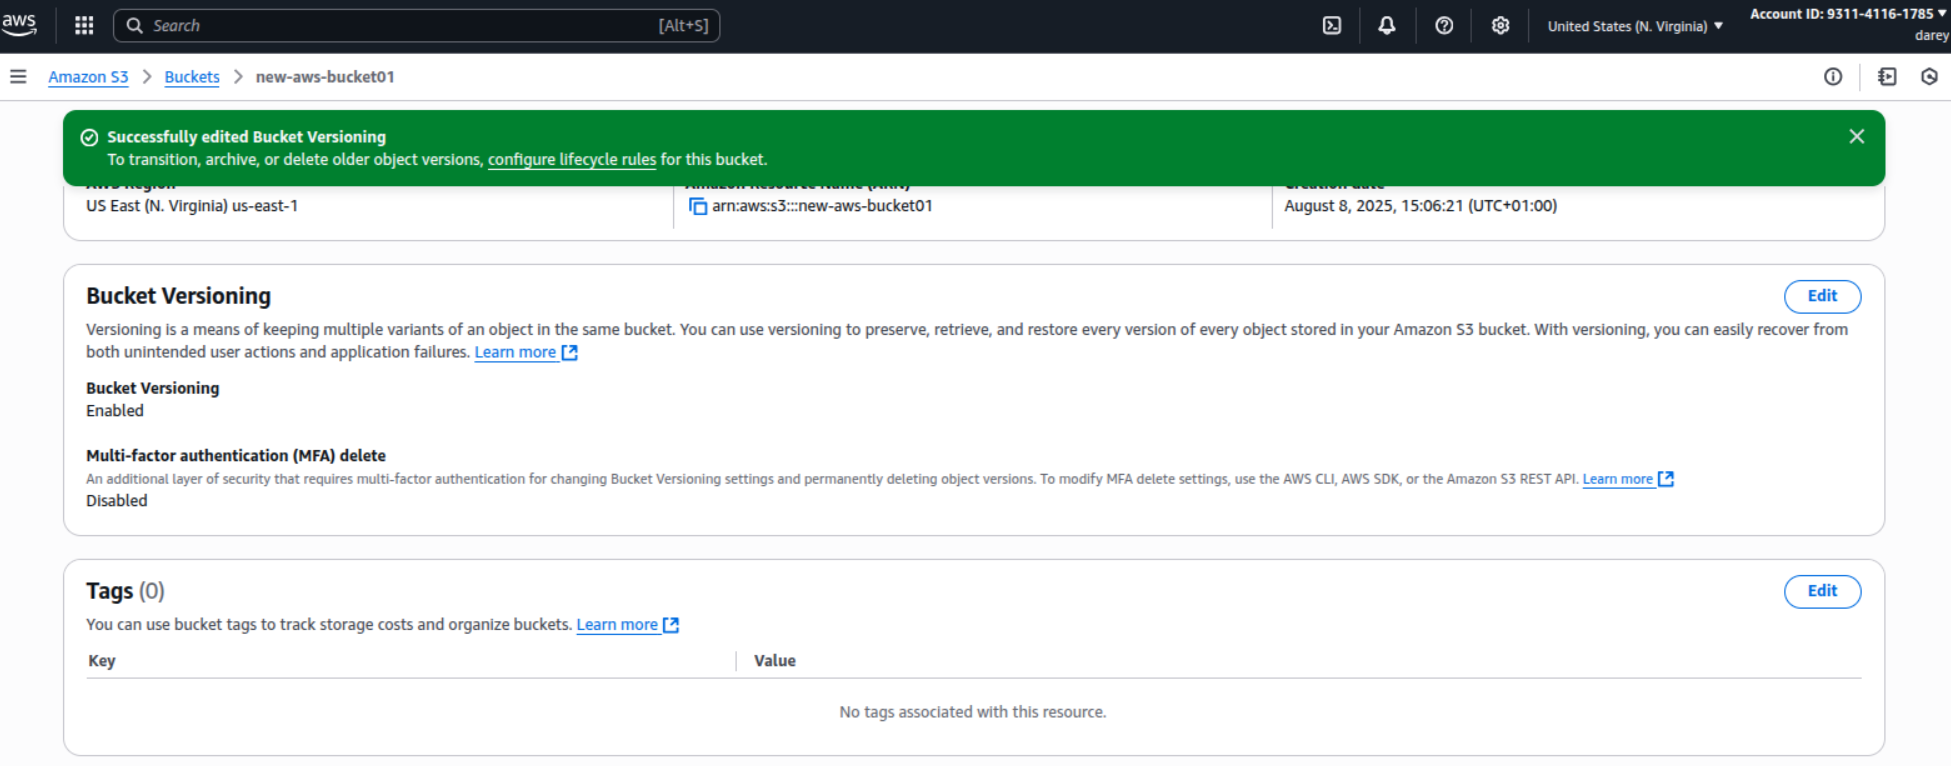 aws
Search [Alt+S]
United States (N. Virginia)
Account ID: 9311-4116-1785
darey
Amazon S3 > Buckets > new-aws-bucket01
Successfully edited Bucket Versioning
To transition, archive, or delete older object versions, configure lifecycle rules for this bucket.
AWS Region Amazon Resource Name (ARN) Creation date
US East (N. Virginia) us-east-1 arn:aws:s3:::new-aws-bucket01 August 8, 2025, 15:06:21 (UTC+01:00)
Bucket Versioning Edit
Versioning is a means of keeping multiple variants of an object in the same bucket. You can use versioning to preserve, retrieve, and restore every version of every object stored in your Amazon S3 bucket. With versioning, you can easily recover from
both unintended user actions and application failures. Learn more
Bucket Versioning
Enabled
Multi-factor authentication (MFA) delete
An additional layer of security that requires multi-factor authentication for changing Bucket Versioning settings and permanently deleting object versions. To modify MFA delete settings, use the AWS CLI, AWS SDK, or the Amazon S3 REST API. Learn more
Disabled
Tags (0) Edit
You can use bucket tags to track storage costs and organize buckets. Learn more
Key Value
No tags associated with this resource.